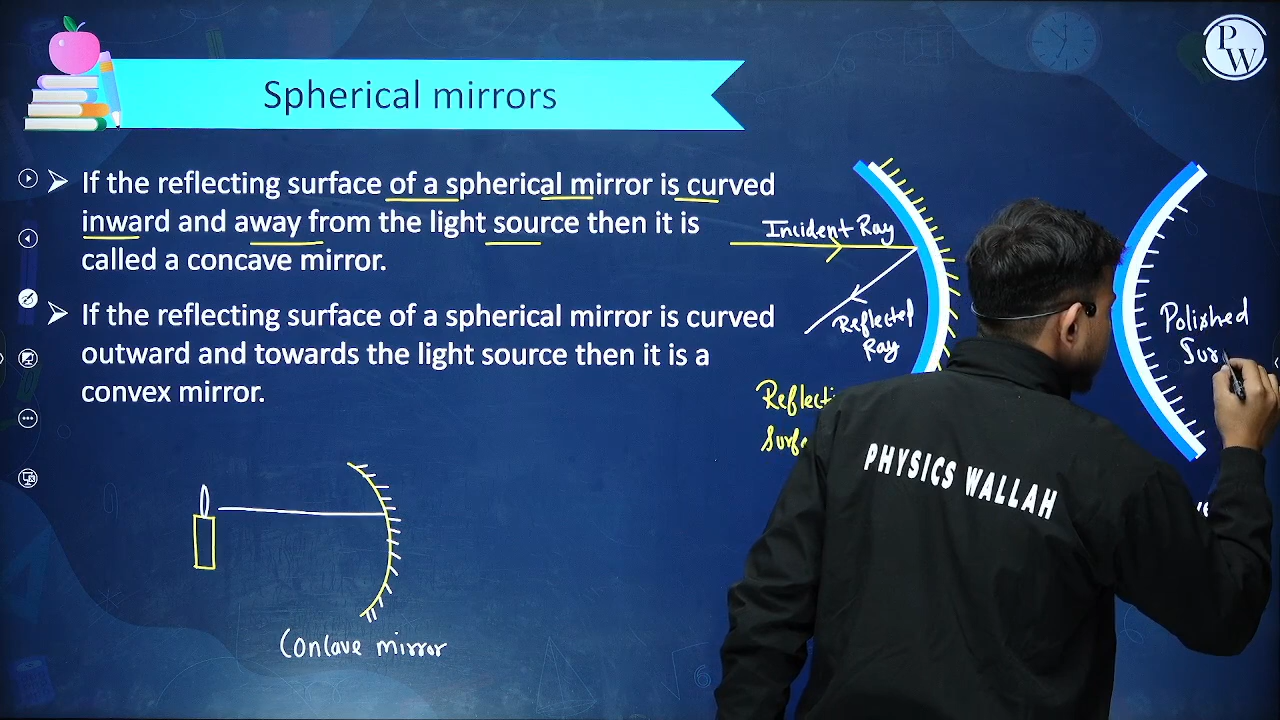 Spherical mirrors
PW
If the reflecting surface of a spherical mirror is curved
inward and away from the light source then it is
called a concave mirror.
If the reflecting surface of a spherical mirror is curved
outward and towards the light source then it is a
convex mirror.
Incident Ray
Reflected
Ray
Polished
Conlave mirror
PHYSICS WALLAH